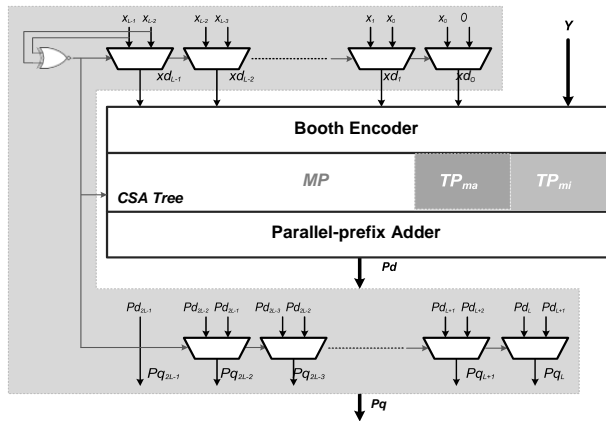 x_{L-1} x_{L-2} x_{L-2} x_{L-3} x_1 x_0 x_0 0 Y
xd_{L-1} xd_{L-2} xd_1 xd_0
Booth Encoder
MP TP_{ma} TP_{mi}
CSA Tree
Parallel-prefix Adder
Pd
Pd_{2L-1} Pd_{2L-2} Pd_{2L-1} Pd_{2L-3} Pd_{2L-2} Pd_{L+1} Pd_{L+2} Pd_L Pd_{L+1}
Pq_{2L-1} Pq_{2L-2} Pq_{2L-3} Pq_{L+1} Pq_L
Pq